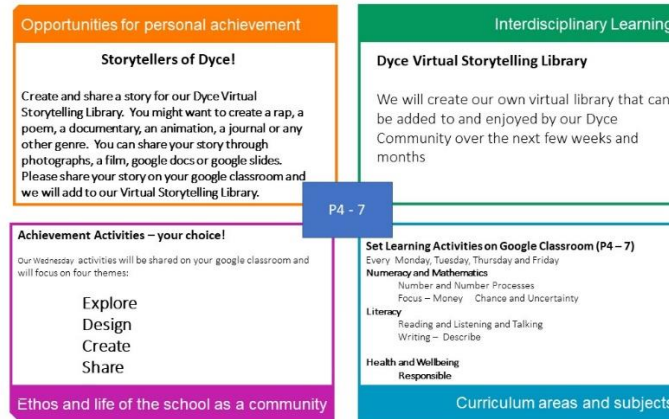 Opportunities for personal achievement
Storytellers of Dyce!
Create and share a story for our Dyce Virtual
Storytelling Library. You might want to create a rap, a
poem, a documentary, an animation, a journal or any
other genre. You can share your story through
photographs, a film, google docs or google slides.
Please share your story on your google classroom and
we will add to our Virtual Storytelling Library.
Interdisciplinary Learning
Dyce Virtual Storytelling Library
We will create our own virtual library that can
be added to and enjoyed by our Dyce
Community over the next few weeks and
months
P4 - 7
Achievement Activities – your choice!
Our Wednesday activities will be shared on your google classroom and
will focus on four themes:
Explore
Design
Create
Share
Ethos and life of the school as a community
Set Learning Activities on Google Classroom (P4 – 7)
Every Monday, Tuesday, Thursday and Friday
Numeracy and Mathematics
Number and Number Processes
Focus – Money Chance and Uncertainty
Literacy
Reading and Listening and Talking
Writing – Describe
Health and Wellbeing
Responsible
Curriculum areas and subjects